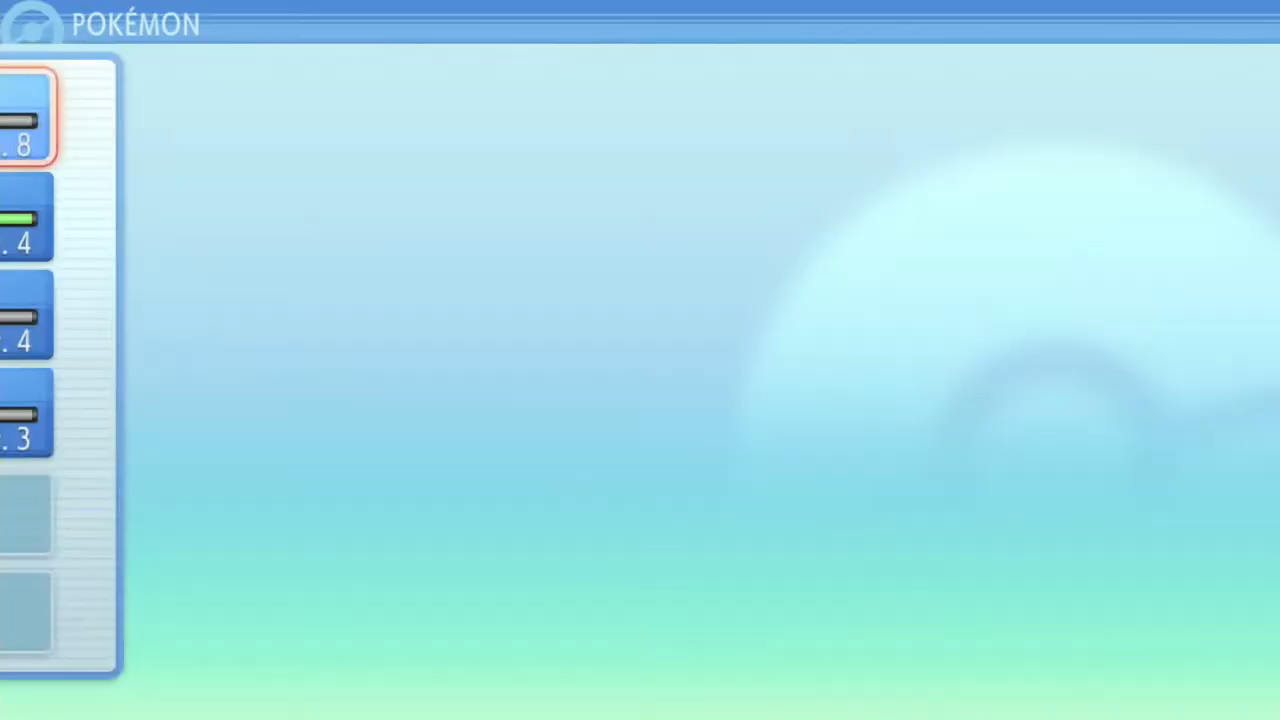 POKÉMON
. 8
. 4
. 4
. 3